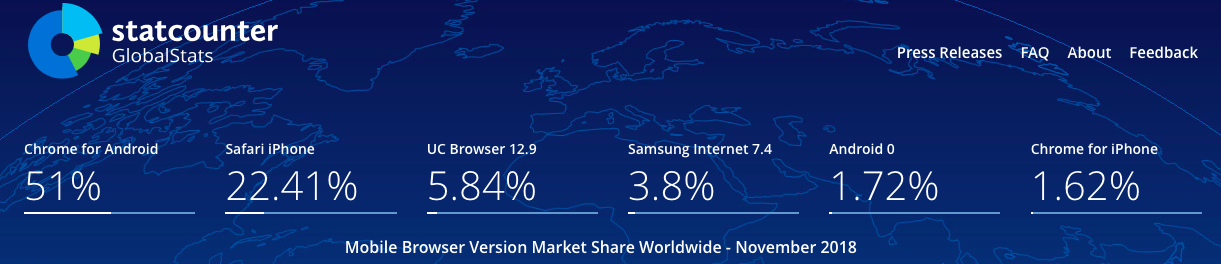 statcounter
GlobalStats
Press Releases FAQ About Feedback
Chrome for Android Safari iPhone UC Browser 12.9 Samsung Internet 7.4 Android 0 Chrome for iPhone
51% 22.41% 5.84% 3.8% 1.72% 1.62%
Mobile Browser Version Market Share Worldwide - November 2018